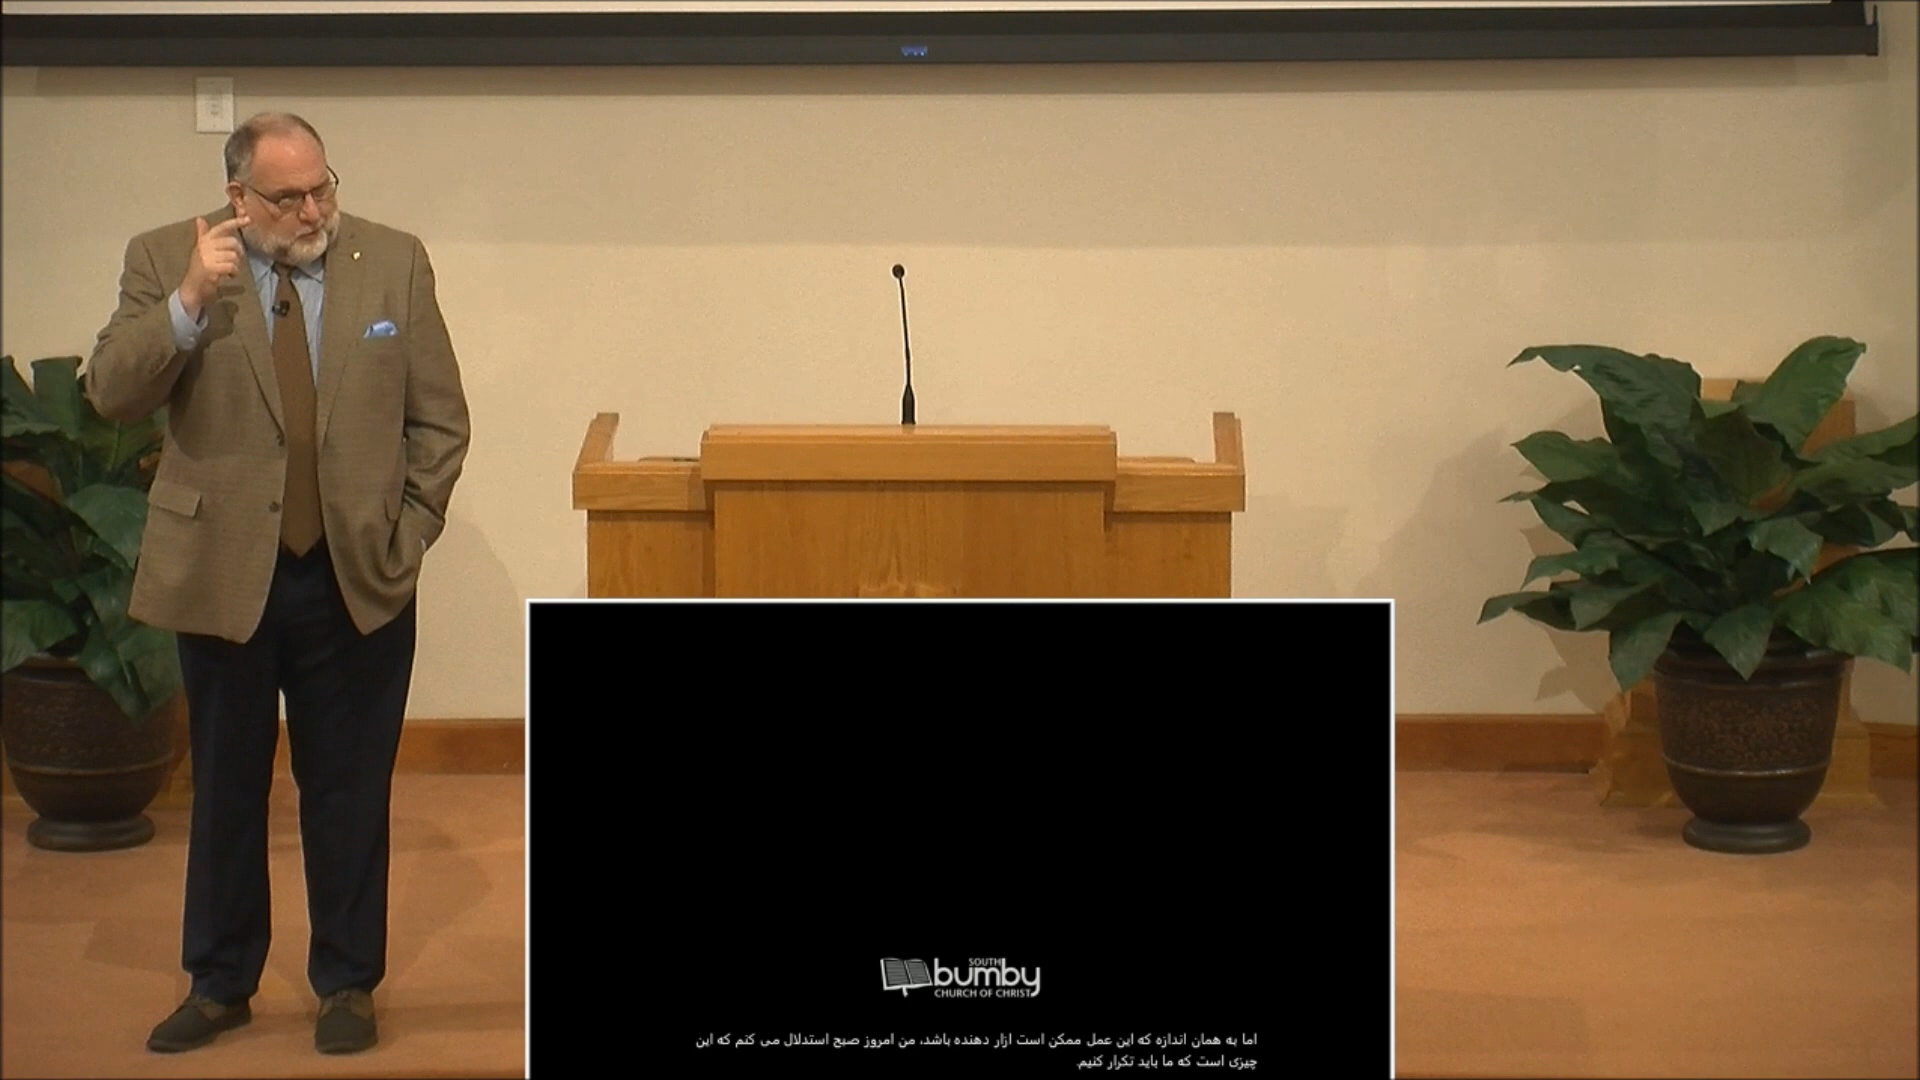 SOUTH
bumby
CHURCH OF CHRIST
اما به همان اندازه که این عمل ممکن است ازار دهنده باشد، من امروز صبح استدلال می کنم که این
چیزی است که ما باید تکرار کنیم.